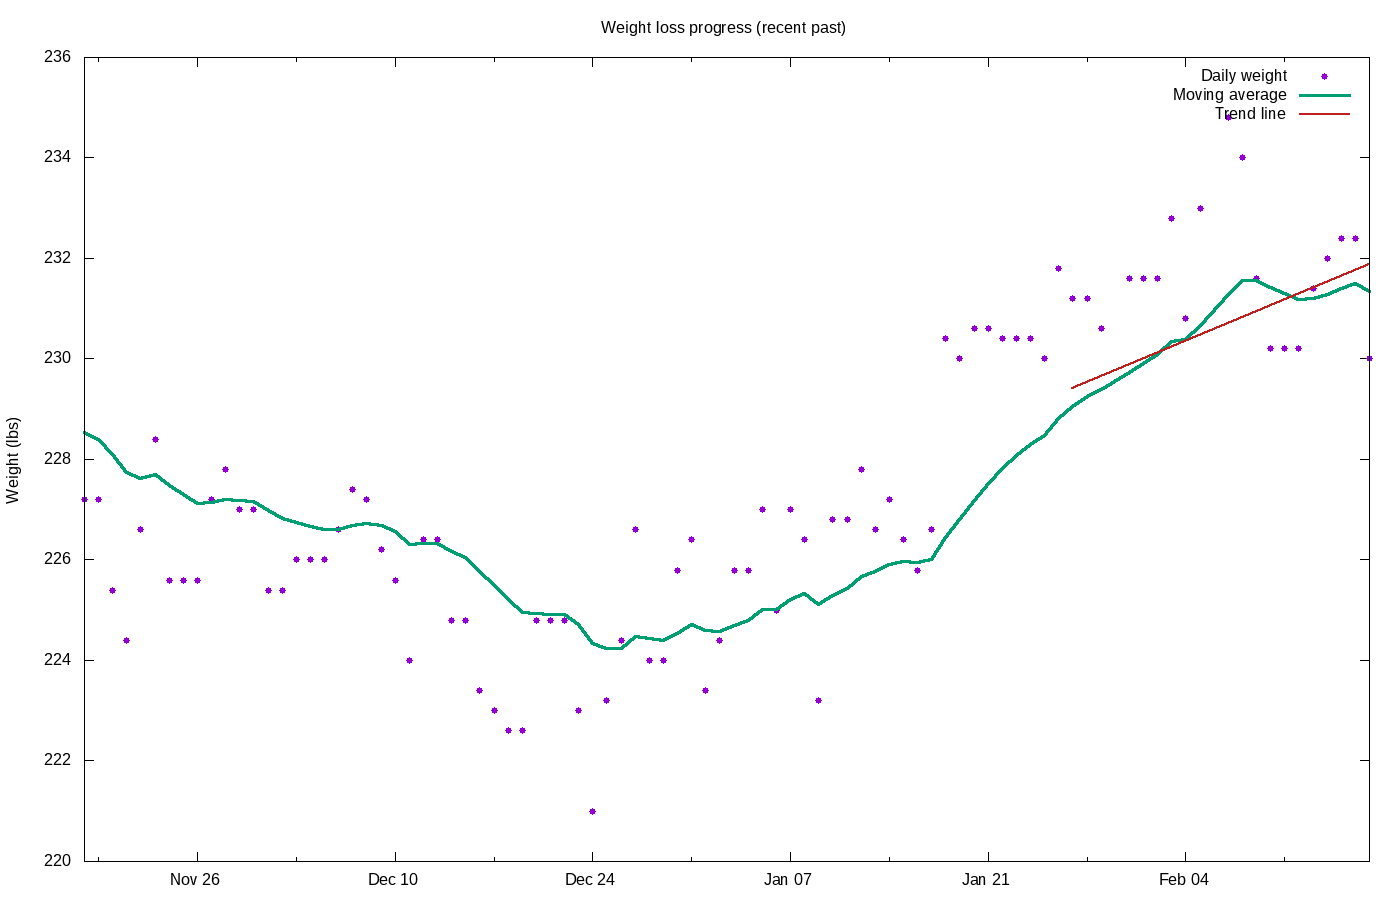 Weight loss progress (recent past)
236
234
232
230
228
226
224
222
220
Weight (lbs)
Daily weight
Moving average
Trend line
Nov 26
Dec 10
Dec 24
Jan 07
Jan 21
Feb 04